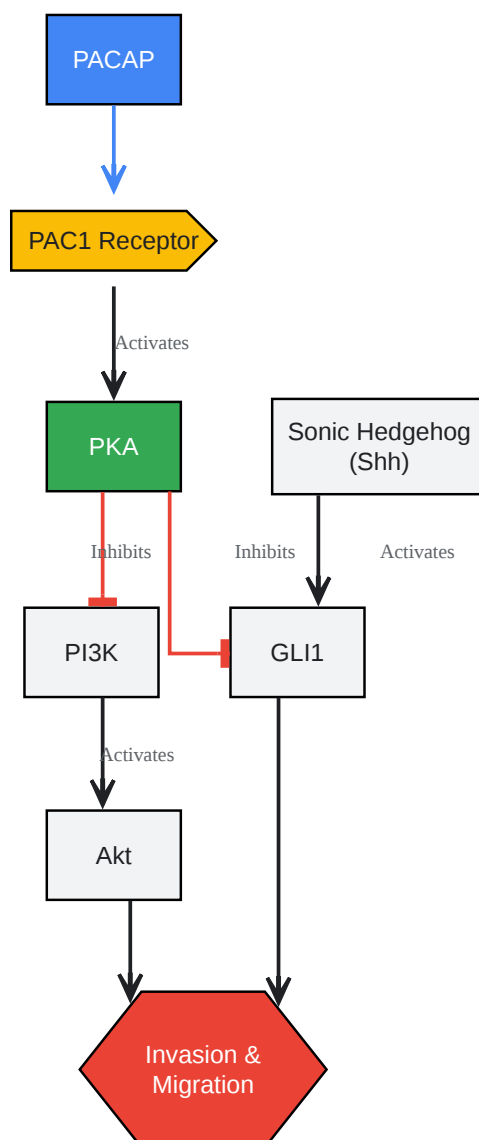 PACAP
PAC1 Receptor
Activates
PKA
Sonic Hedgehog
(Shh)
Inhibits
Inhibits
Activates
PI3K
GLI1
Activates
Akt
Invasion &
Migration